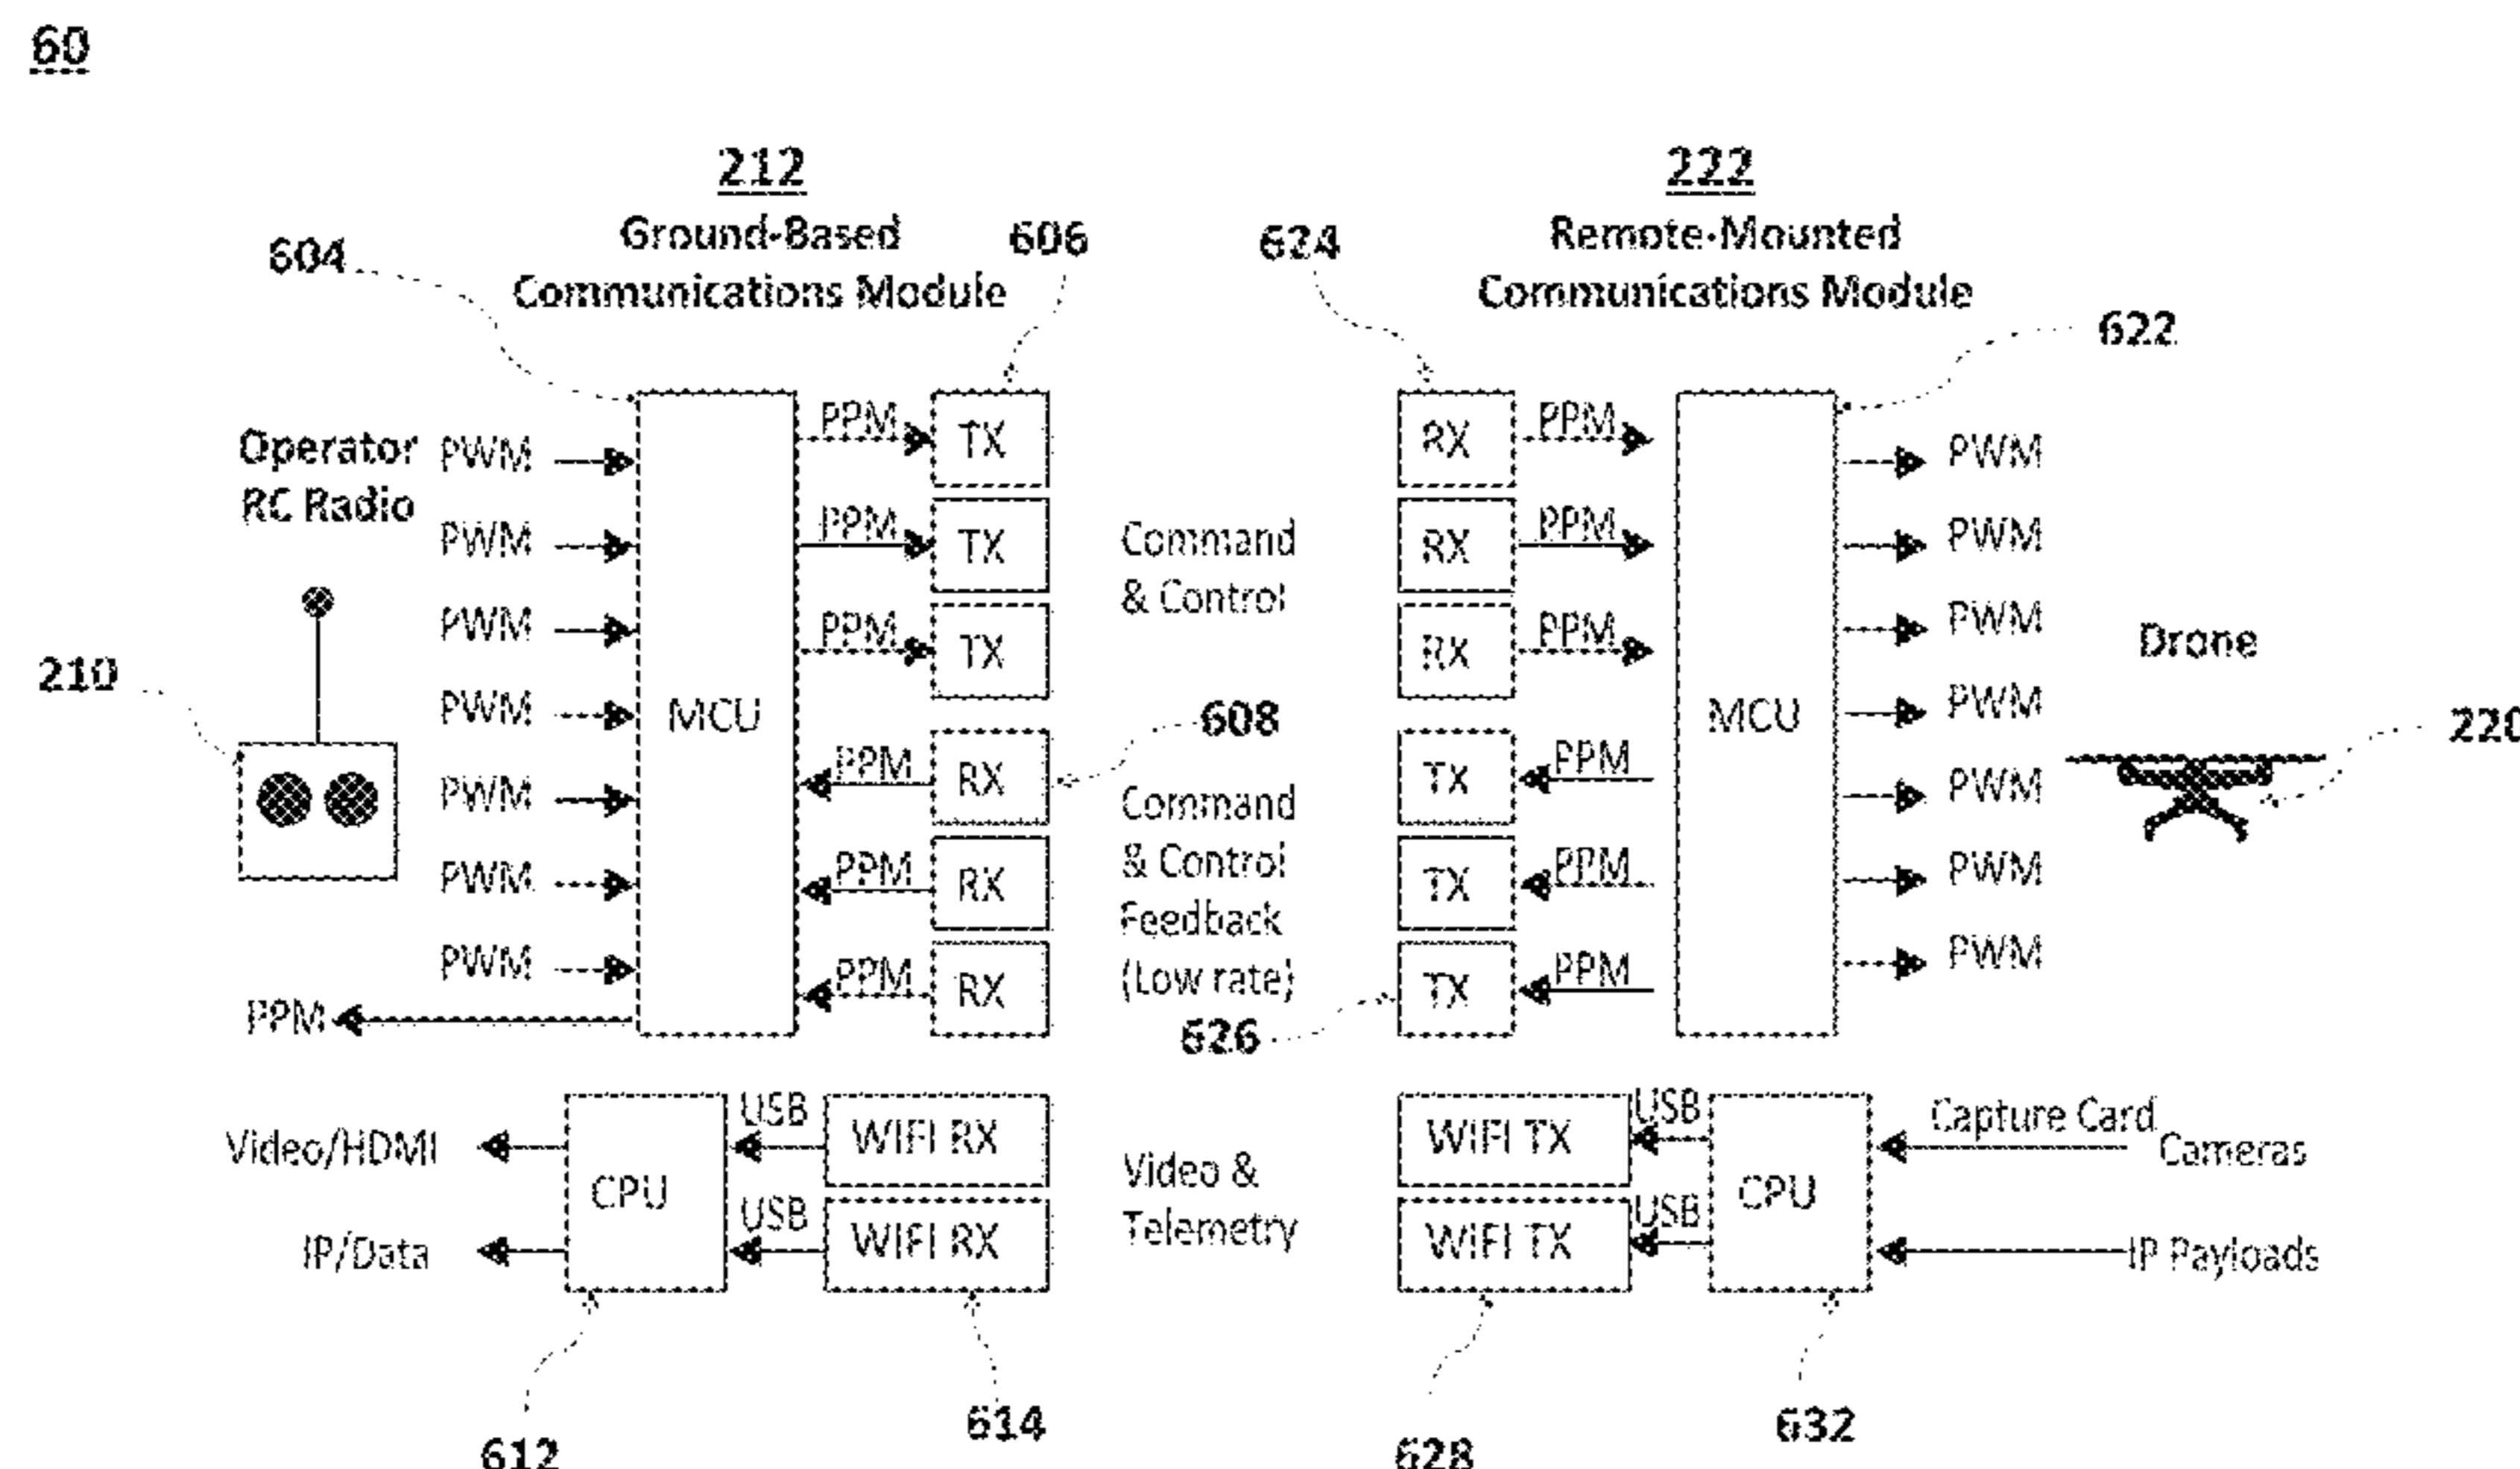 60
212
Ground-Based
Communications Module
222
Remote-Mounted
Communications Module
604
606
624
622
Operator
RC Radio
210
PWM
PWM
PWM
PWM
PWM
PWM
PWM
PPM
MCU
PPM
PPM
PPM
PPM
PPM
PPM
TX
TX
TX
RX
RX
RX
608
Command
& Control
Command
& Control
Feedback
(Low rate)
626
RX
RX
RX
TX
TX
TX
PPM
PPM
PPM
PPM
PPM
PPM
MCU
PWM
PWM
PWM
PWM
PWM
PWM
PWM
Drone
220
Video/HDMI
IP/Data
CPU
USB
USB
WIFI RX
WIFI RX
Video &
Telemetry
WIFI TX
WIFI TX
USB
USB
CPU
Capture Card
Cameras
IP Payloads
612
614
628
632